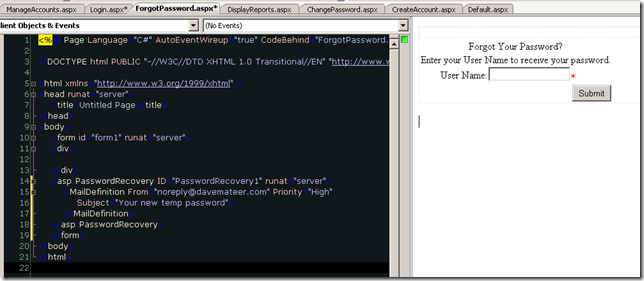 ManageAccounts.aspx Login.aspx* ForgotPassword.aspx* DisplayReports.aspx ChangePassword.aspx CreateAccount.aspx Default.aspx
lient Objects & Events (No Events)
1 <% Page Language "C#" AutoEventWireup "true" CodeBehind "ForgotPassword.
2
3 DOCTYPE html PUBLIC "-//W3C//DTD XHTML 1.0 Transitional//EN" "http://www
4
5 html xmlns="http://www.w3.org/1999/xhtml"
6 head runat "server"
7 title Untitled Page title
8 head
9 body
10 form id "form1" runat "server"
11 div
12
13 div
14 asp PasswordRecovery ID="PasswordRecovery1" runat="server"
15 MailDefinition From "noreply@davemateer.com" Priority "High"
16 Subject "Your new temp password"
17 MailDefinition
18 asp PasswordRecovery
19 form
20 body
21 html
22
Forgot Your Password?
Enter your User Name to receive your password.
User Name: *
Submit